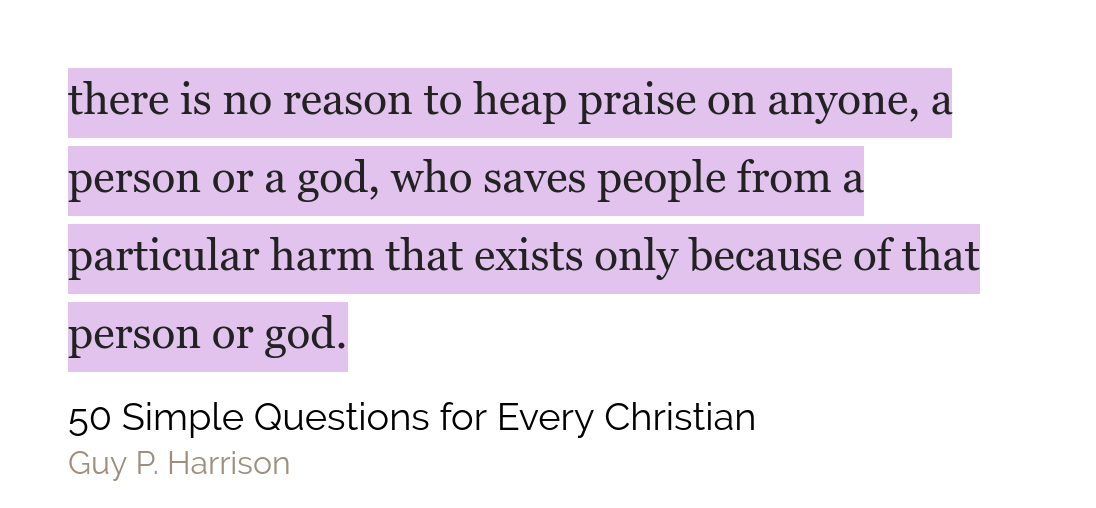 there is no reason to heap praise on anyone, a
person or a god, who saves people from a
particular harm that exists only because of that
person or god.
50 Simple Questions for Every Christian
Guy P. Harrison